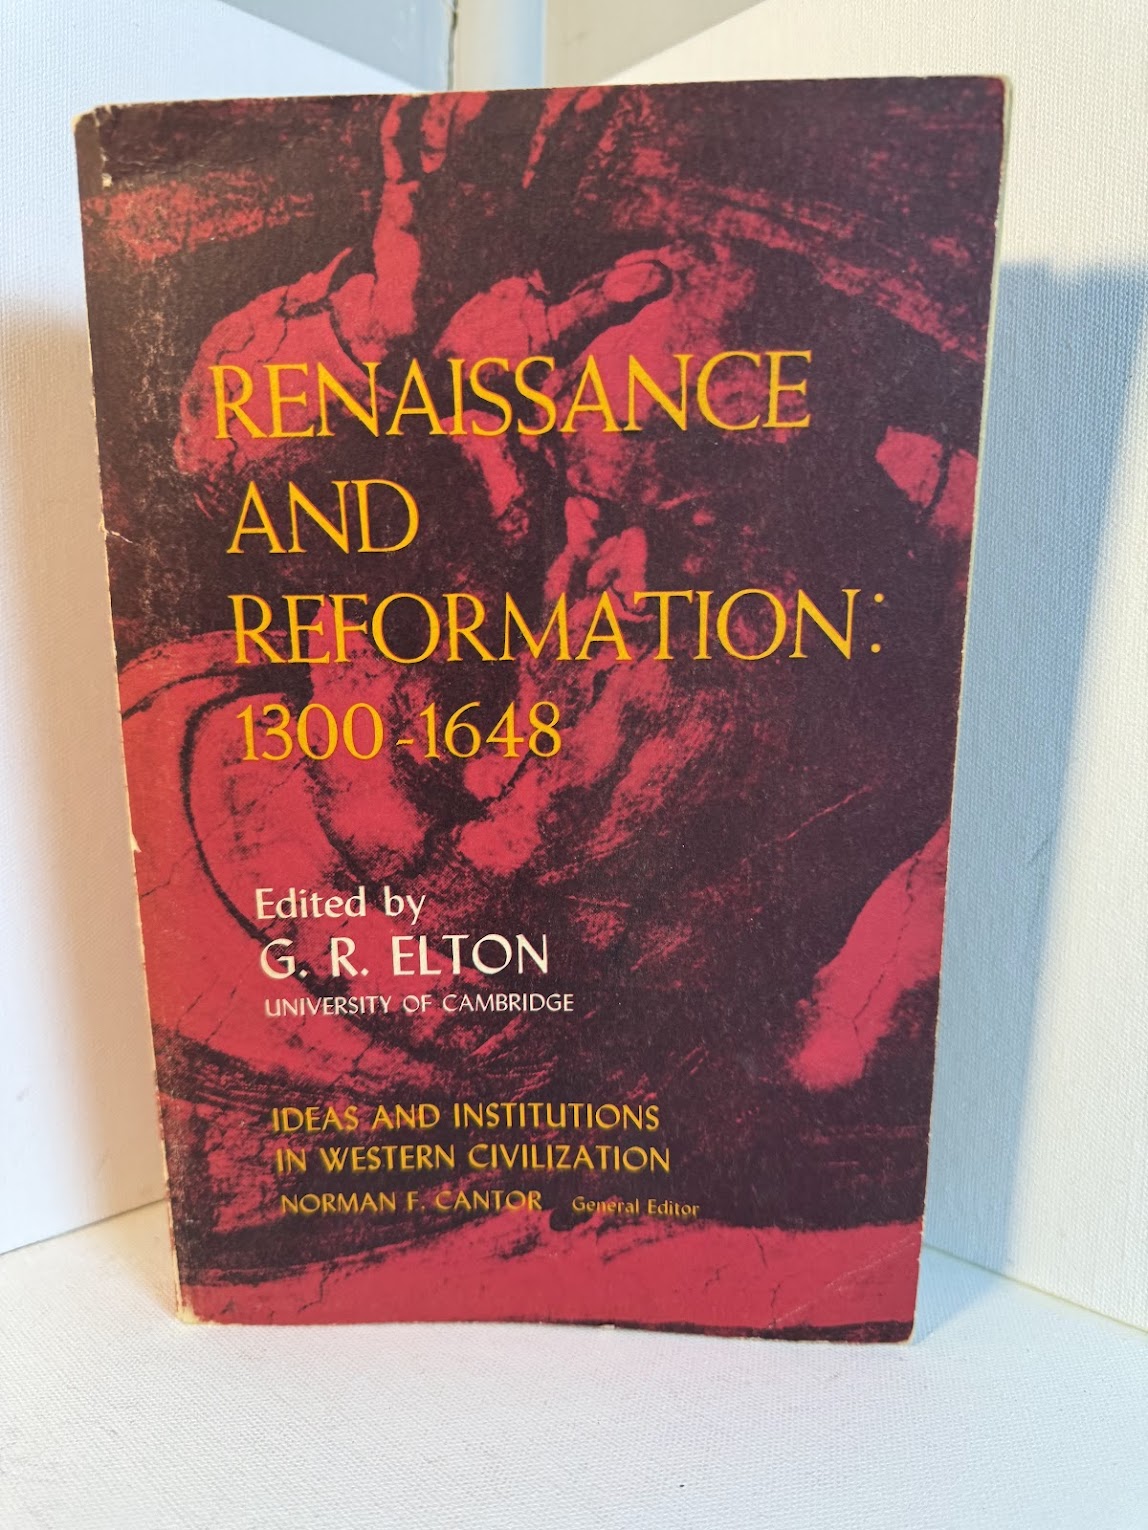 RENAISSANCE
AND
REFORMATION:
1300-1648
Edited by
G. R. ELTON
UNIVERSITY OF CAMBRIDGE
IDEAS AND INSTITUTIONS
IN WESTERN CIVILIZATION
NORMAN F. CANTOR General Editor